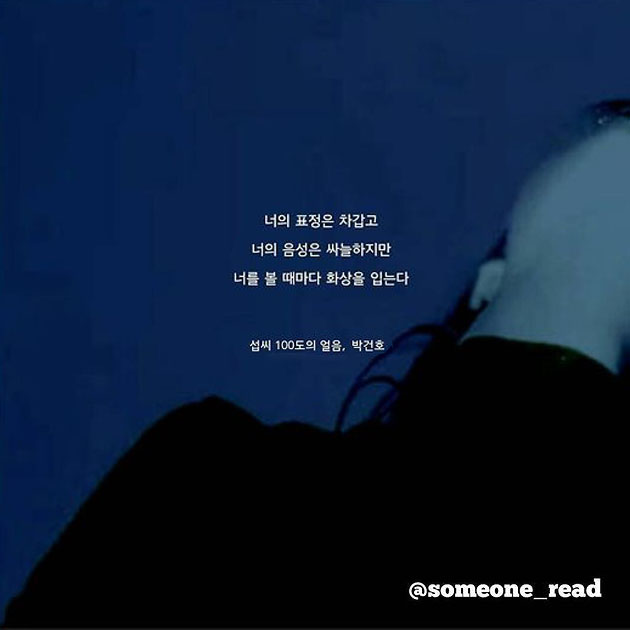 너의 표정은 차갑고
너의 음성은 싸늘하지만
너를 볼 때마다 화상을 입는다
섭씨 100도의 얼음, 박건호
@someone_read